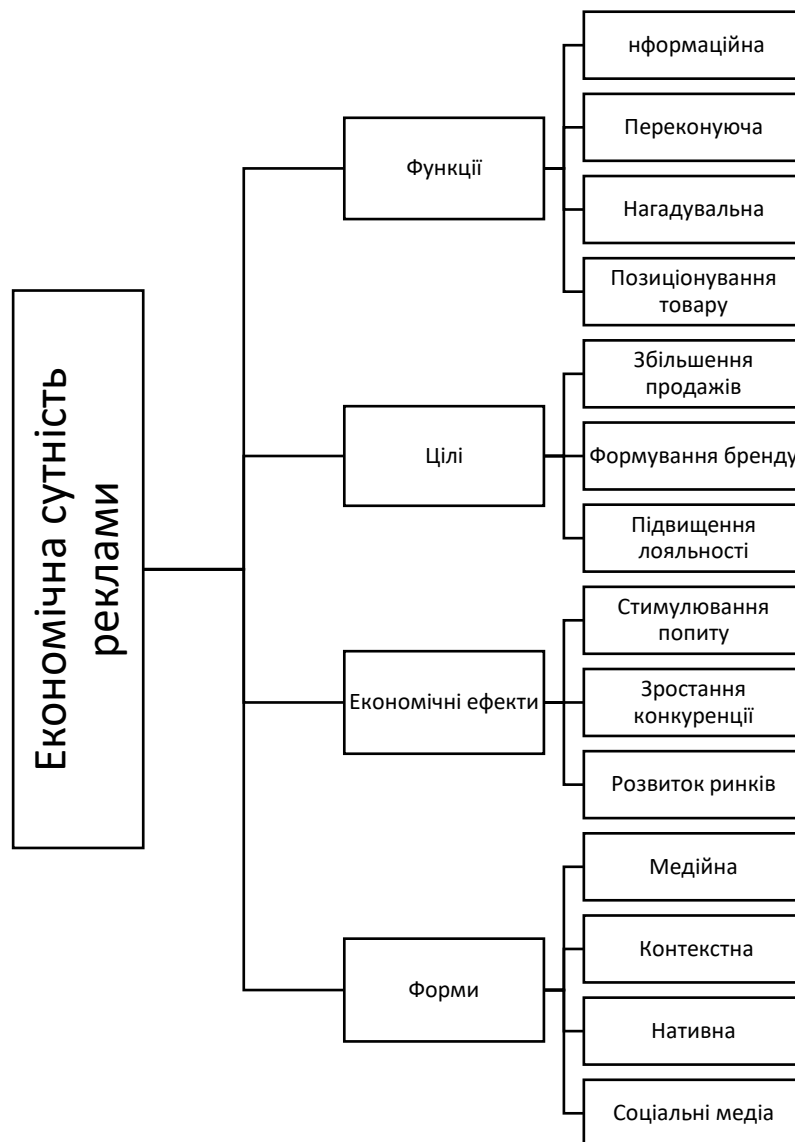 Економічна сутність
реклами
Функції
нформаційна
Переконуюча
Нагадувальна
Позиціонування
товару
Цілі
Збільшення
продажів
Формування бренду
Підвищення
лояльності
Економічні ефекти
Стимулювання
попиту
Зростання
конкуренції
Розвиток ринків
Форми
Медійна
Контекстна
Нативна
Соціальні медіа